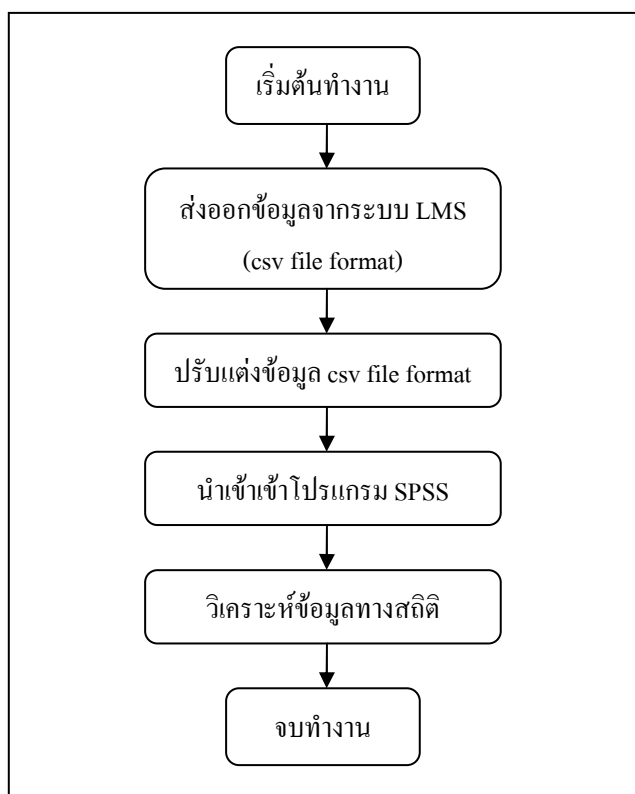 เริ่มต้นทำงาน
ส่งออกข้อมูลจากระบบ LMS
(csv file format)
ปรับแต่งข้อมูล csv file format
นำเข้าเข้าโปรแกรม SPSS
วิเคราะห์ข้อมูลทางสถิติ
จบทำงาน